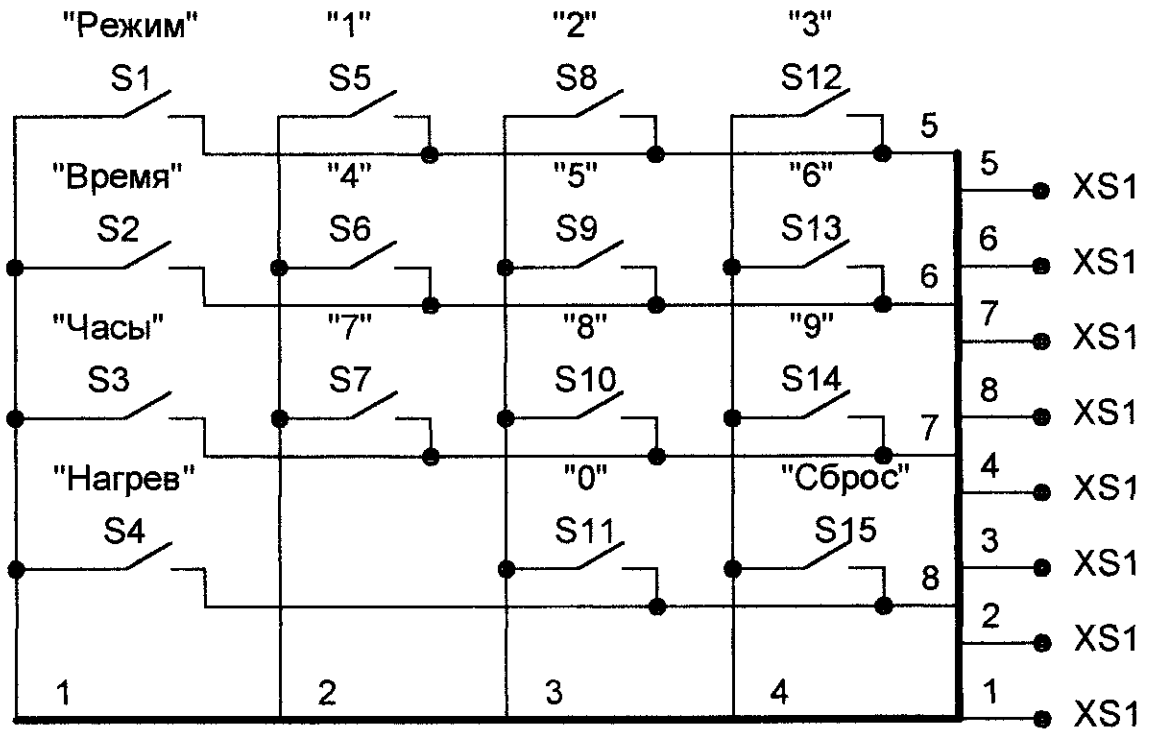 "Режим" "1" "2" "3"
S1 S5 S8 S12
5
5 XS1
"Время" "4" "5" "6"
S2 S6 S9 S13
6 XS1
6
7 XS1
"Часы" "7" "8" "9"
S3 S7 S10 S14
8 XS1
7
4 XS1
"Нагрев" "0" "Сброс"
S4 S11 S15
3 XS1
8
2 XS1
1 2 3 4
1 XS1